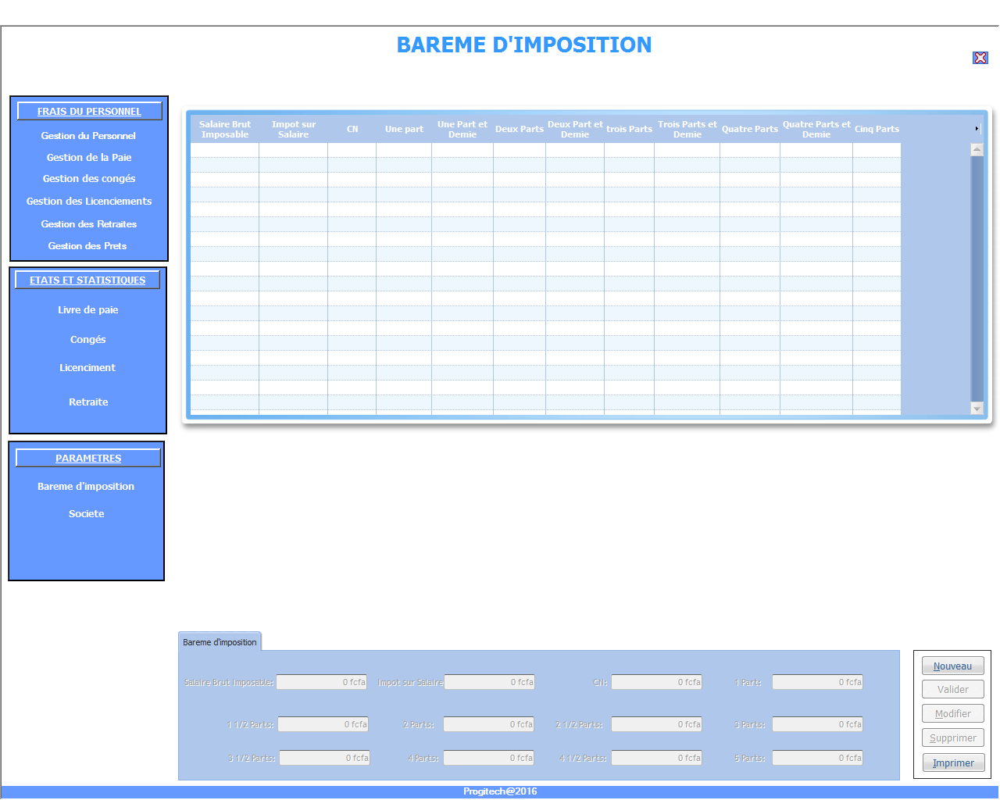 BAREME D'IMPOSITION
FRAIS DU PERSONNEL
Gestion du Personnel
Gestion de la Paie
Gestion des congés
Gestion des Licenciements
Gestion des Retraites
Gestion des Prets
ETATS ET STATISTIQUES
Livre de paie
Congés
Licenciment
Retraite
PARAMETRES
Bareme d'imposition
Societe
Salaire Brut Imposable
Impot sur Salaire
CN
Une part
Une Part et Demie
Deux Parts
Deux Part et Demie
trois Parts
Trois Parts et Demie
Quatre Parts
Quatre Parts et Demie
Cinq Parts
Bareme d'imposition
Salaire Brut Imposable: 0 fcfa Impot sur Salaire 0 fcfa CN: 0 fcfa 1 Part: 0 fcfa
1 1/2 Parts: 0 fcfa 2 Parts: 0 fcfa 2 1/2 Parts: 0 fcfa 3 Parts: 0 fcfa
3 1/2 Parts: 0 fcfa 4 Parts: 0 fcfa 4 1/2 Parts: 0 fcfa 5 Parts: 0 fcfa
Nouveau
Valider
Modifier
Supprimer
Imprimer
Progitech@2016